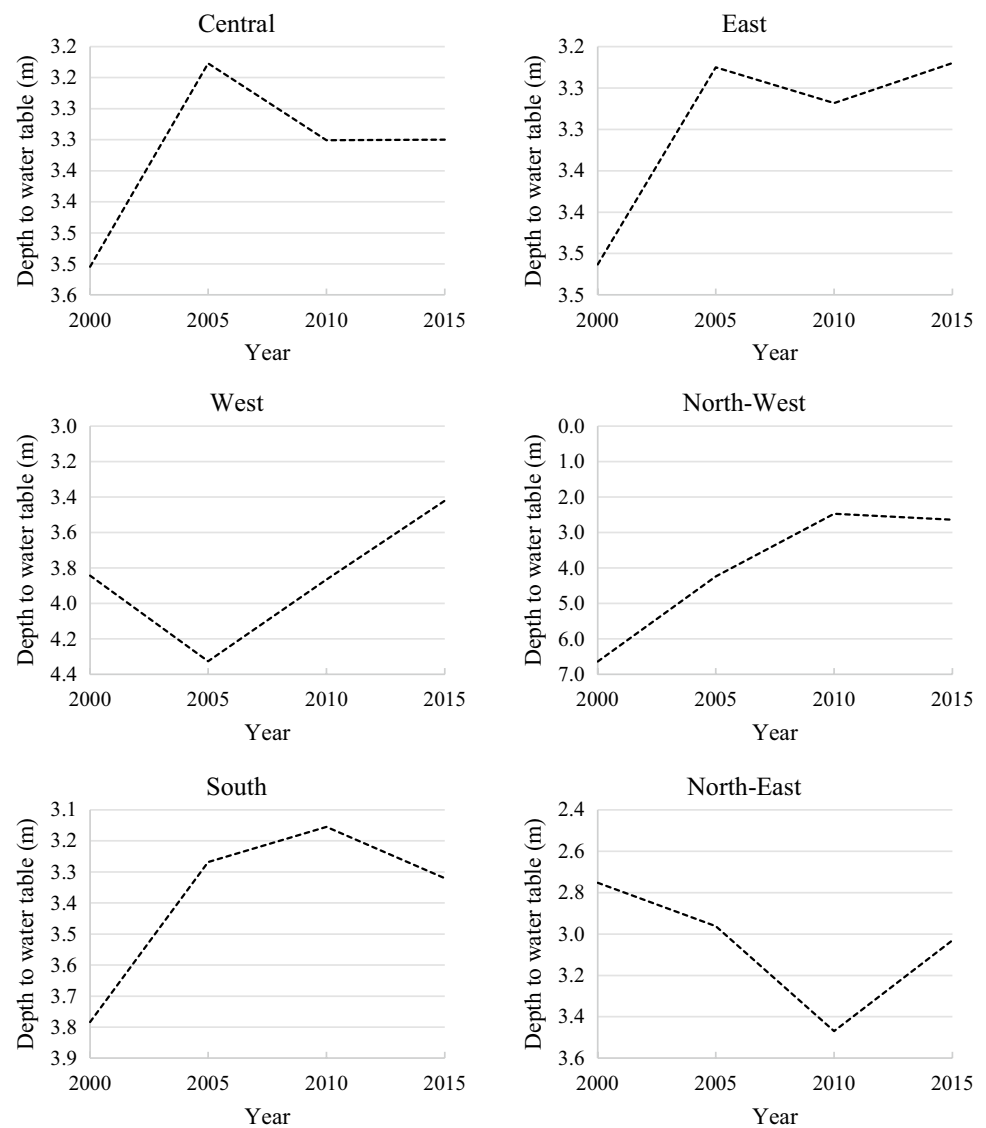 Central
Depth to water table (m)
3.2
3.2
3.3
3.3
3.4
3.4
3.5
3.5
3.6
2000 2005 2010 2015
Year
East
Depth to water table (m)
3.2
3.3
3.3
3.4
3.4
3.5
3.5
2000 2005 2010 2015
Year
West
Depth to water table (m)
3.0
3.2
3.4
3.6
3.8
4.0
4.2
4.4
2000 2005 2010 2015
Year
North-West
Depth to water table (m)
0.0
1.0
2.0
3.0
4.0
5.0
6.0
7.0
2000 2005 2010 2015
Year
South
Depth to water table (m)
3.1
3.2
3.3
3.4
3.5
3.6
3.7
3.8
3.9
2000 2005 2010 2015
Year
North-East
Depth to water table (m)
2.4
2.6
2.8
3.0
3.2
3.4
3.6
2000 2005 2010 2015
Year